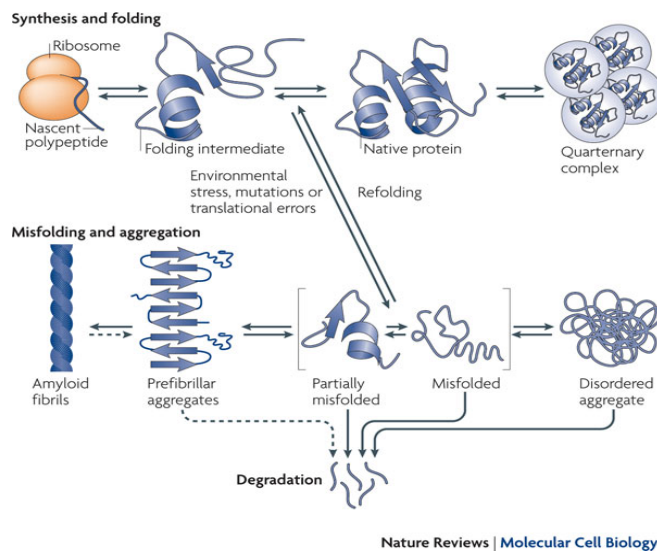 Synthesis and folding
Ribosome
Nascent
polypeptide
Folding intermediate
Native protein
Quarternary
complex
Environmental
stress, mutations or
translational errors
Refolding
Misfolding and aggregation
Amyloid
fibrils
Prefibrillar
aggregates
Partially
misfolded
Misfolded
Disordered
aggregate
Degradation
Nature Reviews | Molecular Cell Biology